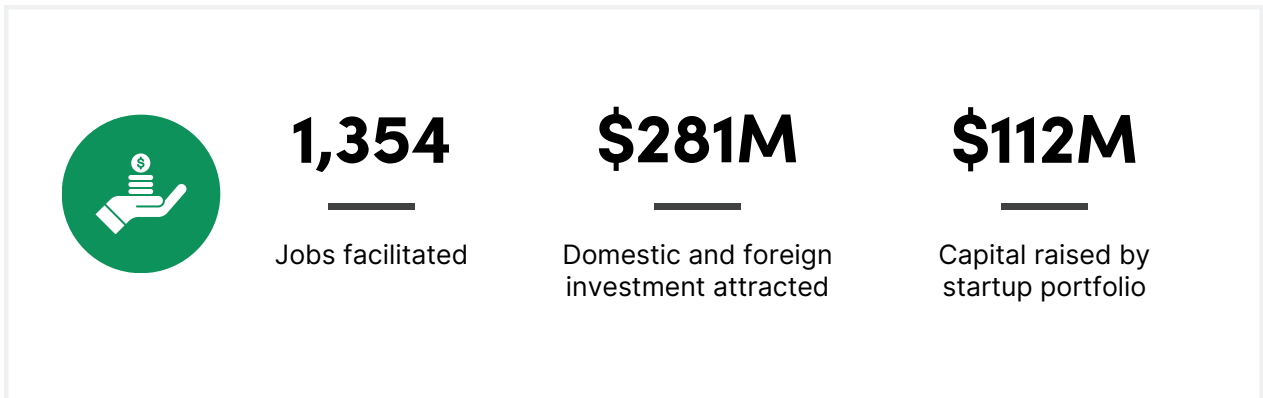 $
1,354
Jobs facilitated
$281M
Domestic and foreign
investment attracted
$112M
Capital raised by
startup portfolio